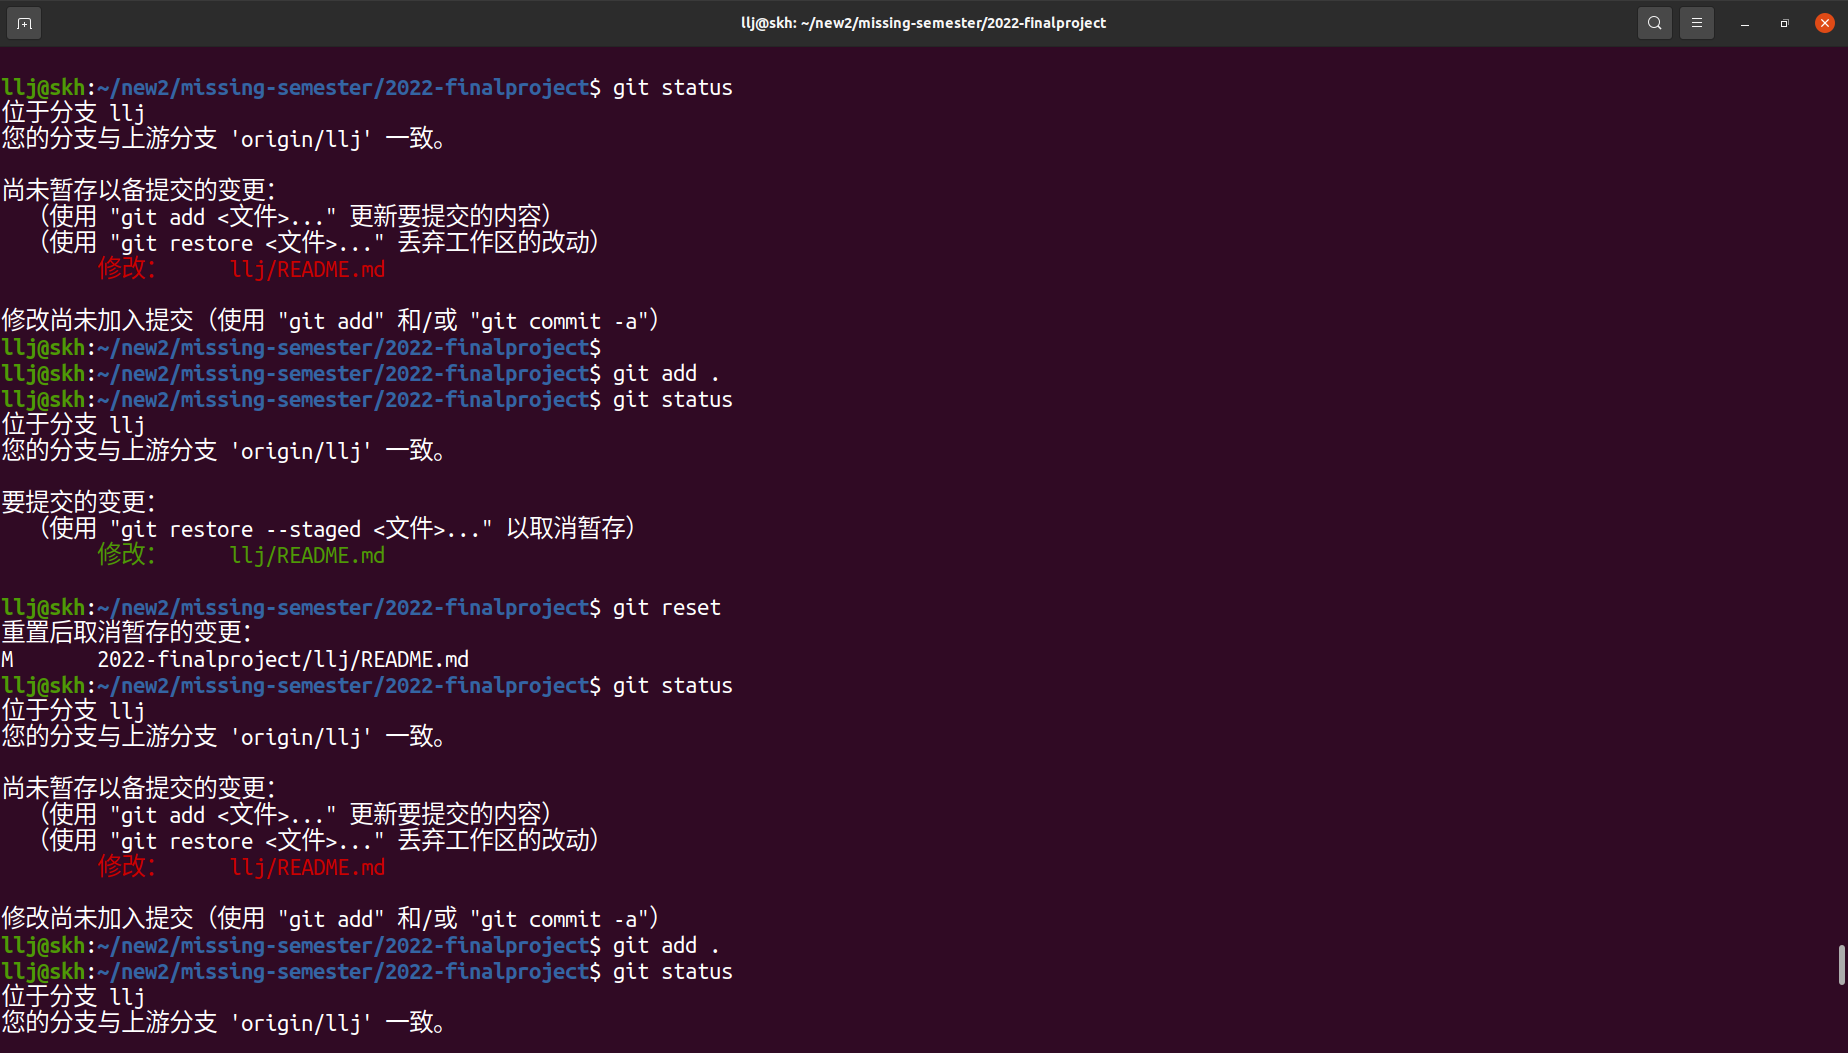 llj@skh: ~/new2/missing-semester/2022-finalproject
llj@skh:~/new2/missing-semester/2022-finalproject$ git status
位于分支 llj
您的分支与上游分支 'origin/llj' 一致。
尚未暂存以备提交的变更：
（使用 "git add <文件>..." 更新要提交的内容）
（使用 "git restore <文件>..." 丢弃工作区的改动）
修改：     llj/README.md
修改尚未加入提交（使用 "git add" 和/或 "git commit -a"）
llj@skh:~/new2/missing-semester/2022-finalproject$
llj@skh:~/new2/missing-semester/2022-finalproject$ git add .
llj@skh:~/new2/missing-semester/2022-finalproject$ git status
位于分支 llj
您的分支与上游分支 'origin/llj' 一致。
要提交的变更：
（使用 "git restore --staged <文件>..." 以取消暂存）
修改：     llj/README.md
llj@skh:~/new2/missing-semester/2022-finalproject$ git reset
重置后取消暂存的变更：
M       2022-finalproject/llj/README.md
llj@skh:~/new2/missing-semester/2022-finalproject$ git status
位于分支 llj
您的分支与上游分支 'origin/llj' 一致。
尚未暂存以备提交的变更：
（使用 "git add <文件>..." 更新要提交的内容）
（使用 "git restore <文件>..." 丢弃工作区的改动）
修改：     llj/README.md
修改尚未加入提交（使用 "git add" 和/或 "git commit -a"）
llj@skh:~/new2/missing-semester/2022-finalproject$ git add .
llj@skh:~/new2/missing-semester/2022-finalproject$ git status
位于分支 llj
您的分支与上游分支 'origin/llj' 一致。